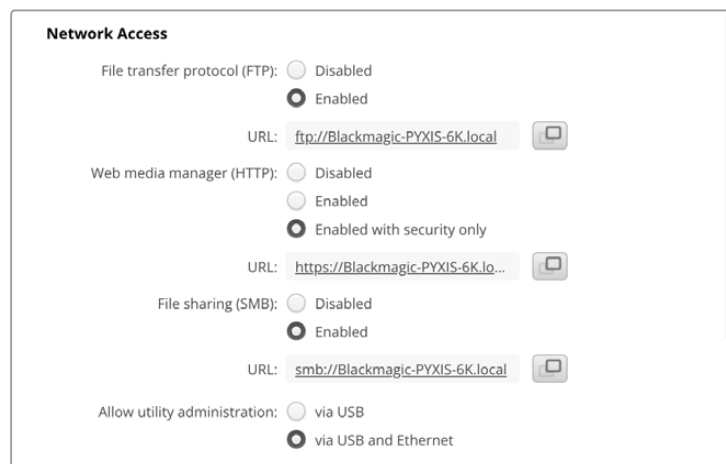 Network Access
File transfer protocol (FTP): Disabled
Enabled
URL: ftp://Blackmagic-PYXIS-6K.local
Web media manager (HTTP): Disabled
Enabled
Enabled with security only
URL: https://Blackmagic-PYXIS-6K.lo...
File sharing (SMB): Disabled
Enabled
URL: smb://Blackmagic-PYXIS-6K.local
Allow utility administration: via USB
via USB and Ethernet